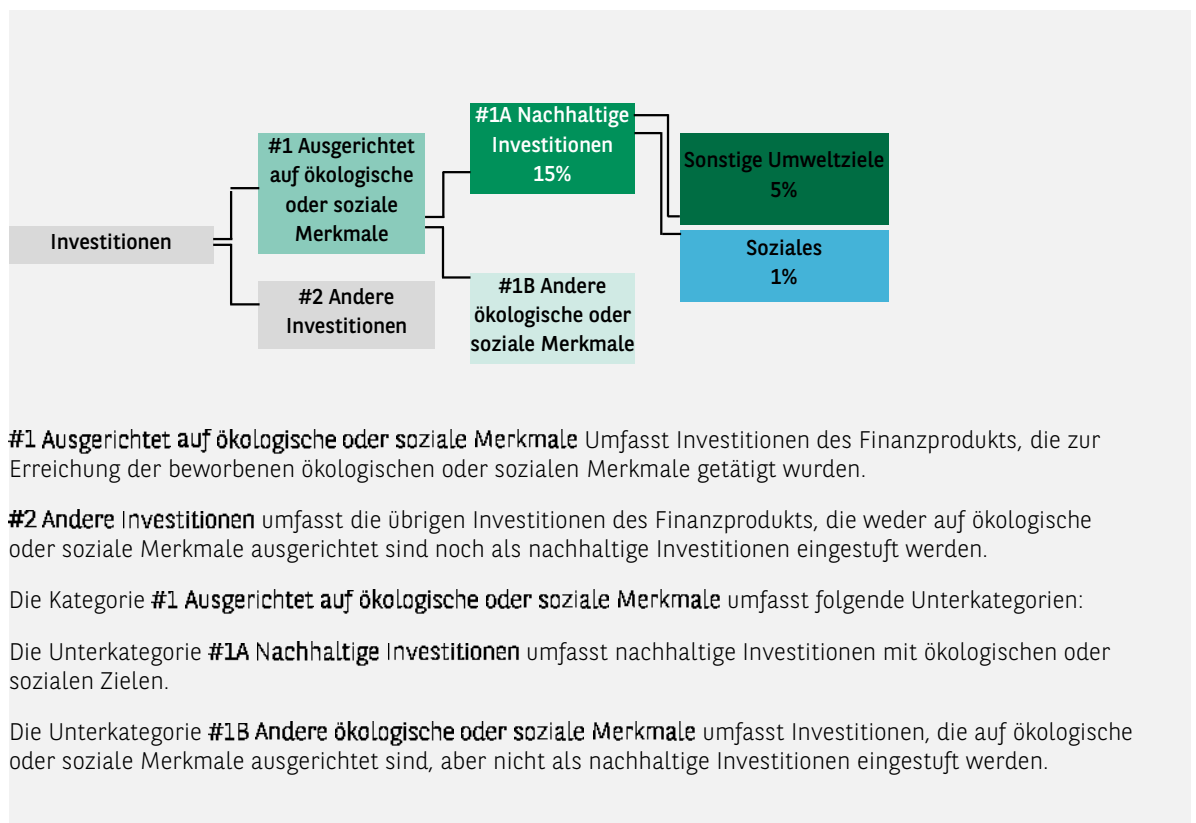 #1A Nachhaltige
Investitionen
15%
#1 Ausgerichtet
auf ökologische
oder soziale
Merkmale
Sonstige Umweltziele
5%
Investitionen
Soziales
1%
#2 Andere
Investitionen
#1B Andere
ökologische oder
soziale Merkmale
#1 Ausgerichtet auf ökologische oder soziale Merkmale Umfasst Investitionen des Finanzprodukts, die zur
Erreichung der beworbenen ökologischen oder sozialen Merkmale getätigt wurden.
#2 Andere Investitionen umfasst die übrigen Investitionen des Finanzprodukts, die weder auf ökologische
oder soziale Merkmale ausgerichtet sind noch als nachhaltige Investitionen eingestuft werden.
Die Kategorie #1 Ausgerichtet auf ökologische oder soziale Merkmale umfasst folgende Unterkategorien:
Die Unterkategorie #1A Nachhaltige Investitionen umfasst nachhaltige Investitionen mit ökologischen oder
sozialen Zielen.
Die Unterkategorie #1B Andere ökologische oder soziale Merkmale umfasst Investitionen, die auf ökologische
oder soziale Merkmale ausgerichtet sind, aber nicht als nachhaltige Investitionen eingestuft werden.